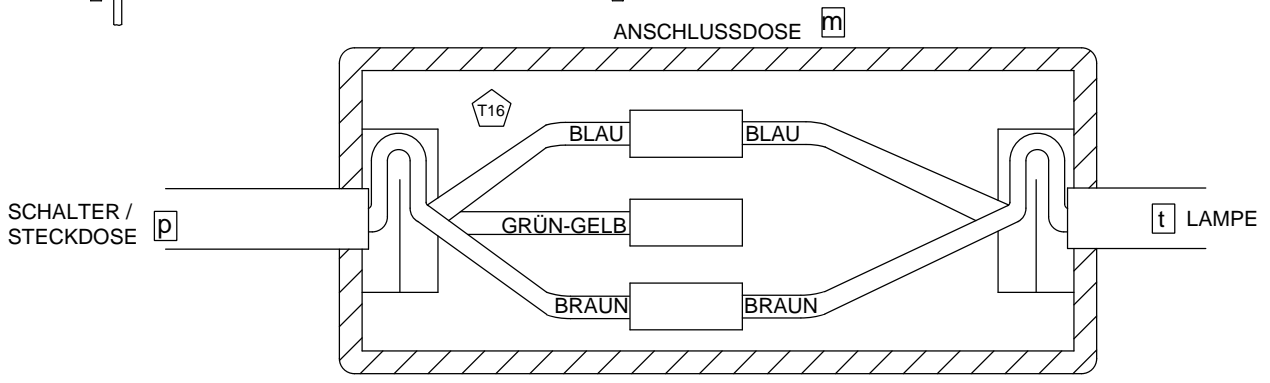 ANSCHLUSSDOSE m
T16
BLAU BLAU
SCHALTER /
STECKDOSE p
GRÜN-GELB
t LAMPE
BRAUN BRAUN